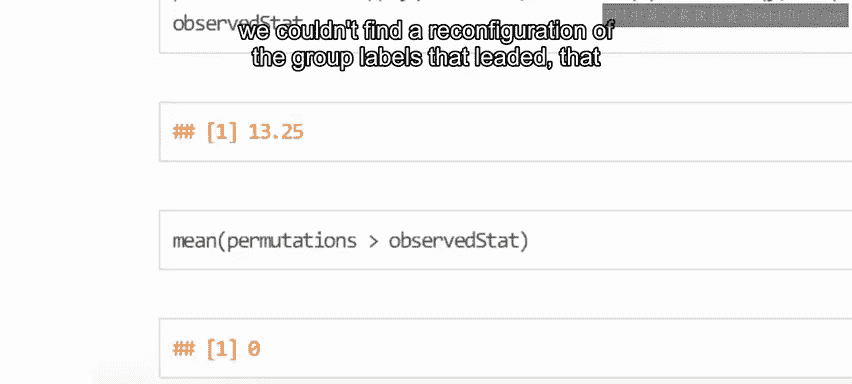 observedStat
we couldn't find a reconfiguration of
the group labels that leaded, that
## [1] 13.25
mean(permutations > observedStat)
## [1] 0